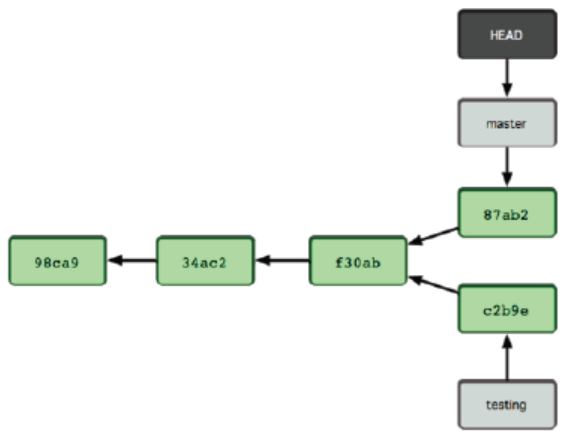 HEAD
master
87ab2
98ca9
34ac2
f30ab
c2b9e
testing